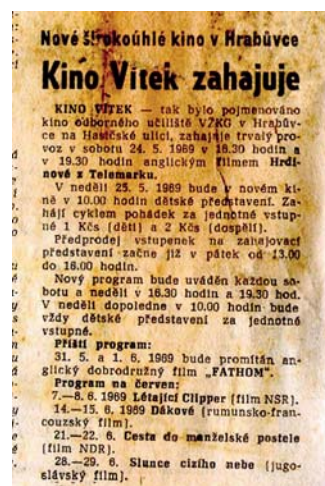 Nové širokoúhlé kino v Hrabůvce
Kino Vítek zahajuje
KINO VÍTEK — tak bylo pojmenováno
kino odborného učiliště VŽKG v Hrabův-
ce na Hasičské ulici, zahajuje trvalý pro-
voz v sobotu 24. 5. 1969 v 16.30 hodin a
v 19.30 hodin anglickým filmem Hrdi-
nové z Telemarku.
V neděli 25. 5. 1969 bude v novém ki-
ně v 10.00 hodin dětské představení. Za-
hájí cyklem pohádek za jednotné vstup-
né 1 Kčs (děti) a 2 Kčs (dospělí).
Předprodej vstupenek na zahajovací
představení začne již v pátek od 13.00
do 16.00 hodin.
Nový program bude uváděn každou so-
botu a neděli v 16.30 hodin a 19.30 hod.
V neděli dopoledne v 10.00 hodin bude
vždy dětské představení za jednotné
vstupné.
Příští program:
31. 5. a 1. 6. 1969 bude promítán an-
glický dobrodružný film „FATHOM".
Program na červen:
7.—8. 6. 1969 Létající Clipper (film NSR).
14.—15. 6. 1969 Dákové (rumunsko-fran-
couzský film).
21.—22. 6. Cesta do manželské postele
(film NDR).
28.—29. 6. Slunce cizího nebe (jugo-
slávský film).